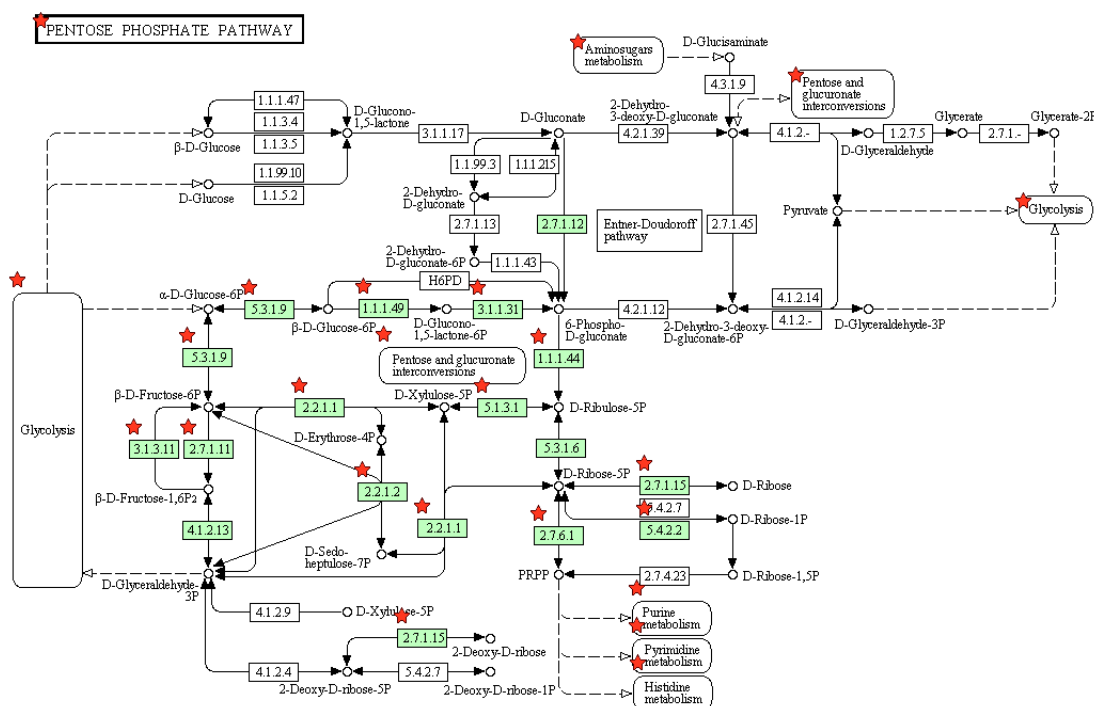 PENTOSE PHOSPHATE PATHWAY
Aminosugars
metabolism
D-Glucisaminate
4.3.1.9
Pentose and
glucuronate
interconversions
1.1.1.47
1.1.3.4
1.1.3.5
β-D-Glucose
D-Glucono-
1,5-lactone
3.1.1.17
D-Gluconate
4.2.1.39
2-Dehydro-
3-deoxy-D-gluconate
4.1.2.-
D-Glyceraldehyde
1.2.7.5
Glycerate
2.7.1.-
Glycerate-2P
1.1.99.10
1.1.5.2
D-Glucose
1.1.99.3
1.1.1.215
2-Dehydro-
D-gluconate
2.7.1.13
2.7.1.12
Entner-Doudoroff
pathway
2.7.1.45
Pyruvate
Glycolysis
2-Dehydro-
D-gluconate-6P
1.1.1.43
H6PD
α-D-Glucose-6P
5.3.1.9
β-D-Glucose-6P
1.1.1.49
D-Glucono-
1,5-lactone-6P
3.1.1.31
6-Phospho-
D-gluconate
4.2.1.12
2-Dehydro-3-deoxy-
D-gluconate-6P
4.1.2.14
4.1.2.-
D-Glyceraldehyde-3P
5.3.1.9
Pentose and glucuronate
interconversions
1.1.1.44
β-D-Fructose-6P
2.2.1.1
D-Xylulose-5P
5.1.3.1
D-Ribulose-5P
Glycolysis
3.1.3.11
2.7.1.11
D-Erythrose-4P
5.3.1.6
β-D-Fructose-1,6P2
2.2.1.2
2.2.1.1
D-Ribose-5P
2.7.1.15
D-Ribose
5.4.2.7
5.4.2.2
D-Ribose-1P
4.1.2.13
D-Sedo-
heptulose-7P
2.7.6.1
D-Glyceraldehyde-
3P
PRPP
2.7.4.23
D-Ribose-1,5P
4.1.2.9
D-Xylulose-5P
Purine
metabolism
2.7.1.15
2-Deoxy-D-ribose
Pyrimidine
metabolism
4.1.2.4
2-Deoxy-D-ribose-5P
5.4.2.7
2-Deoxy-D-ribose-1P
Histidine
metabolism